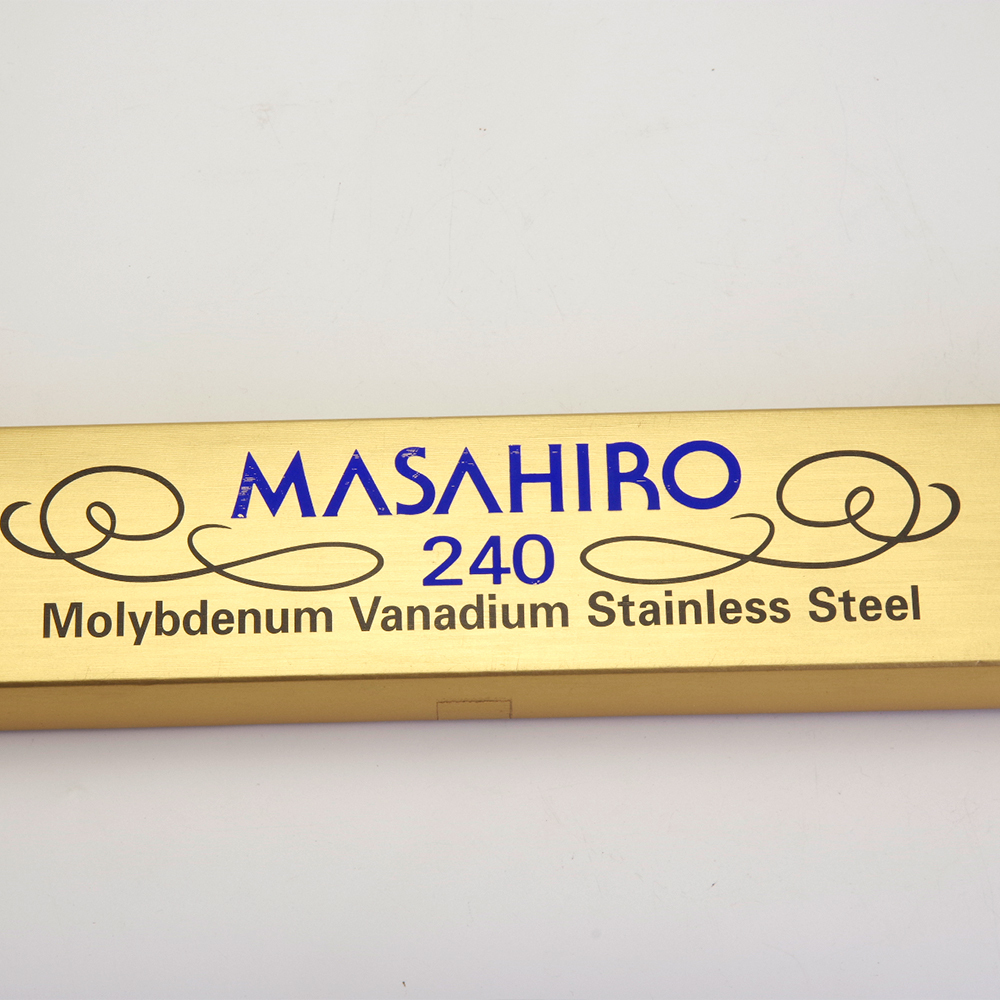 MASAHIRO
240
Molybdenum Vanadium Stainless Steel